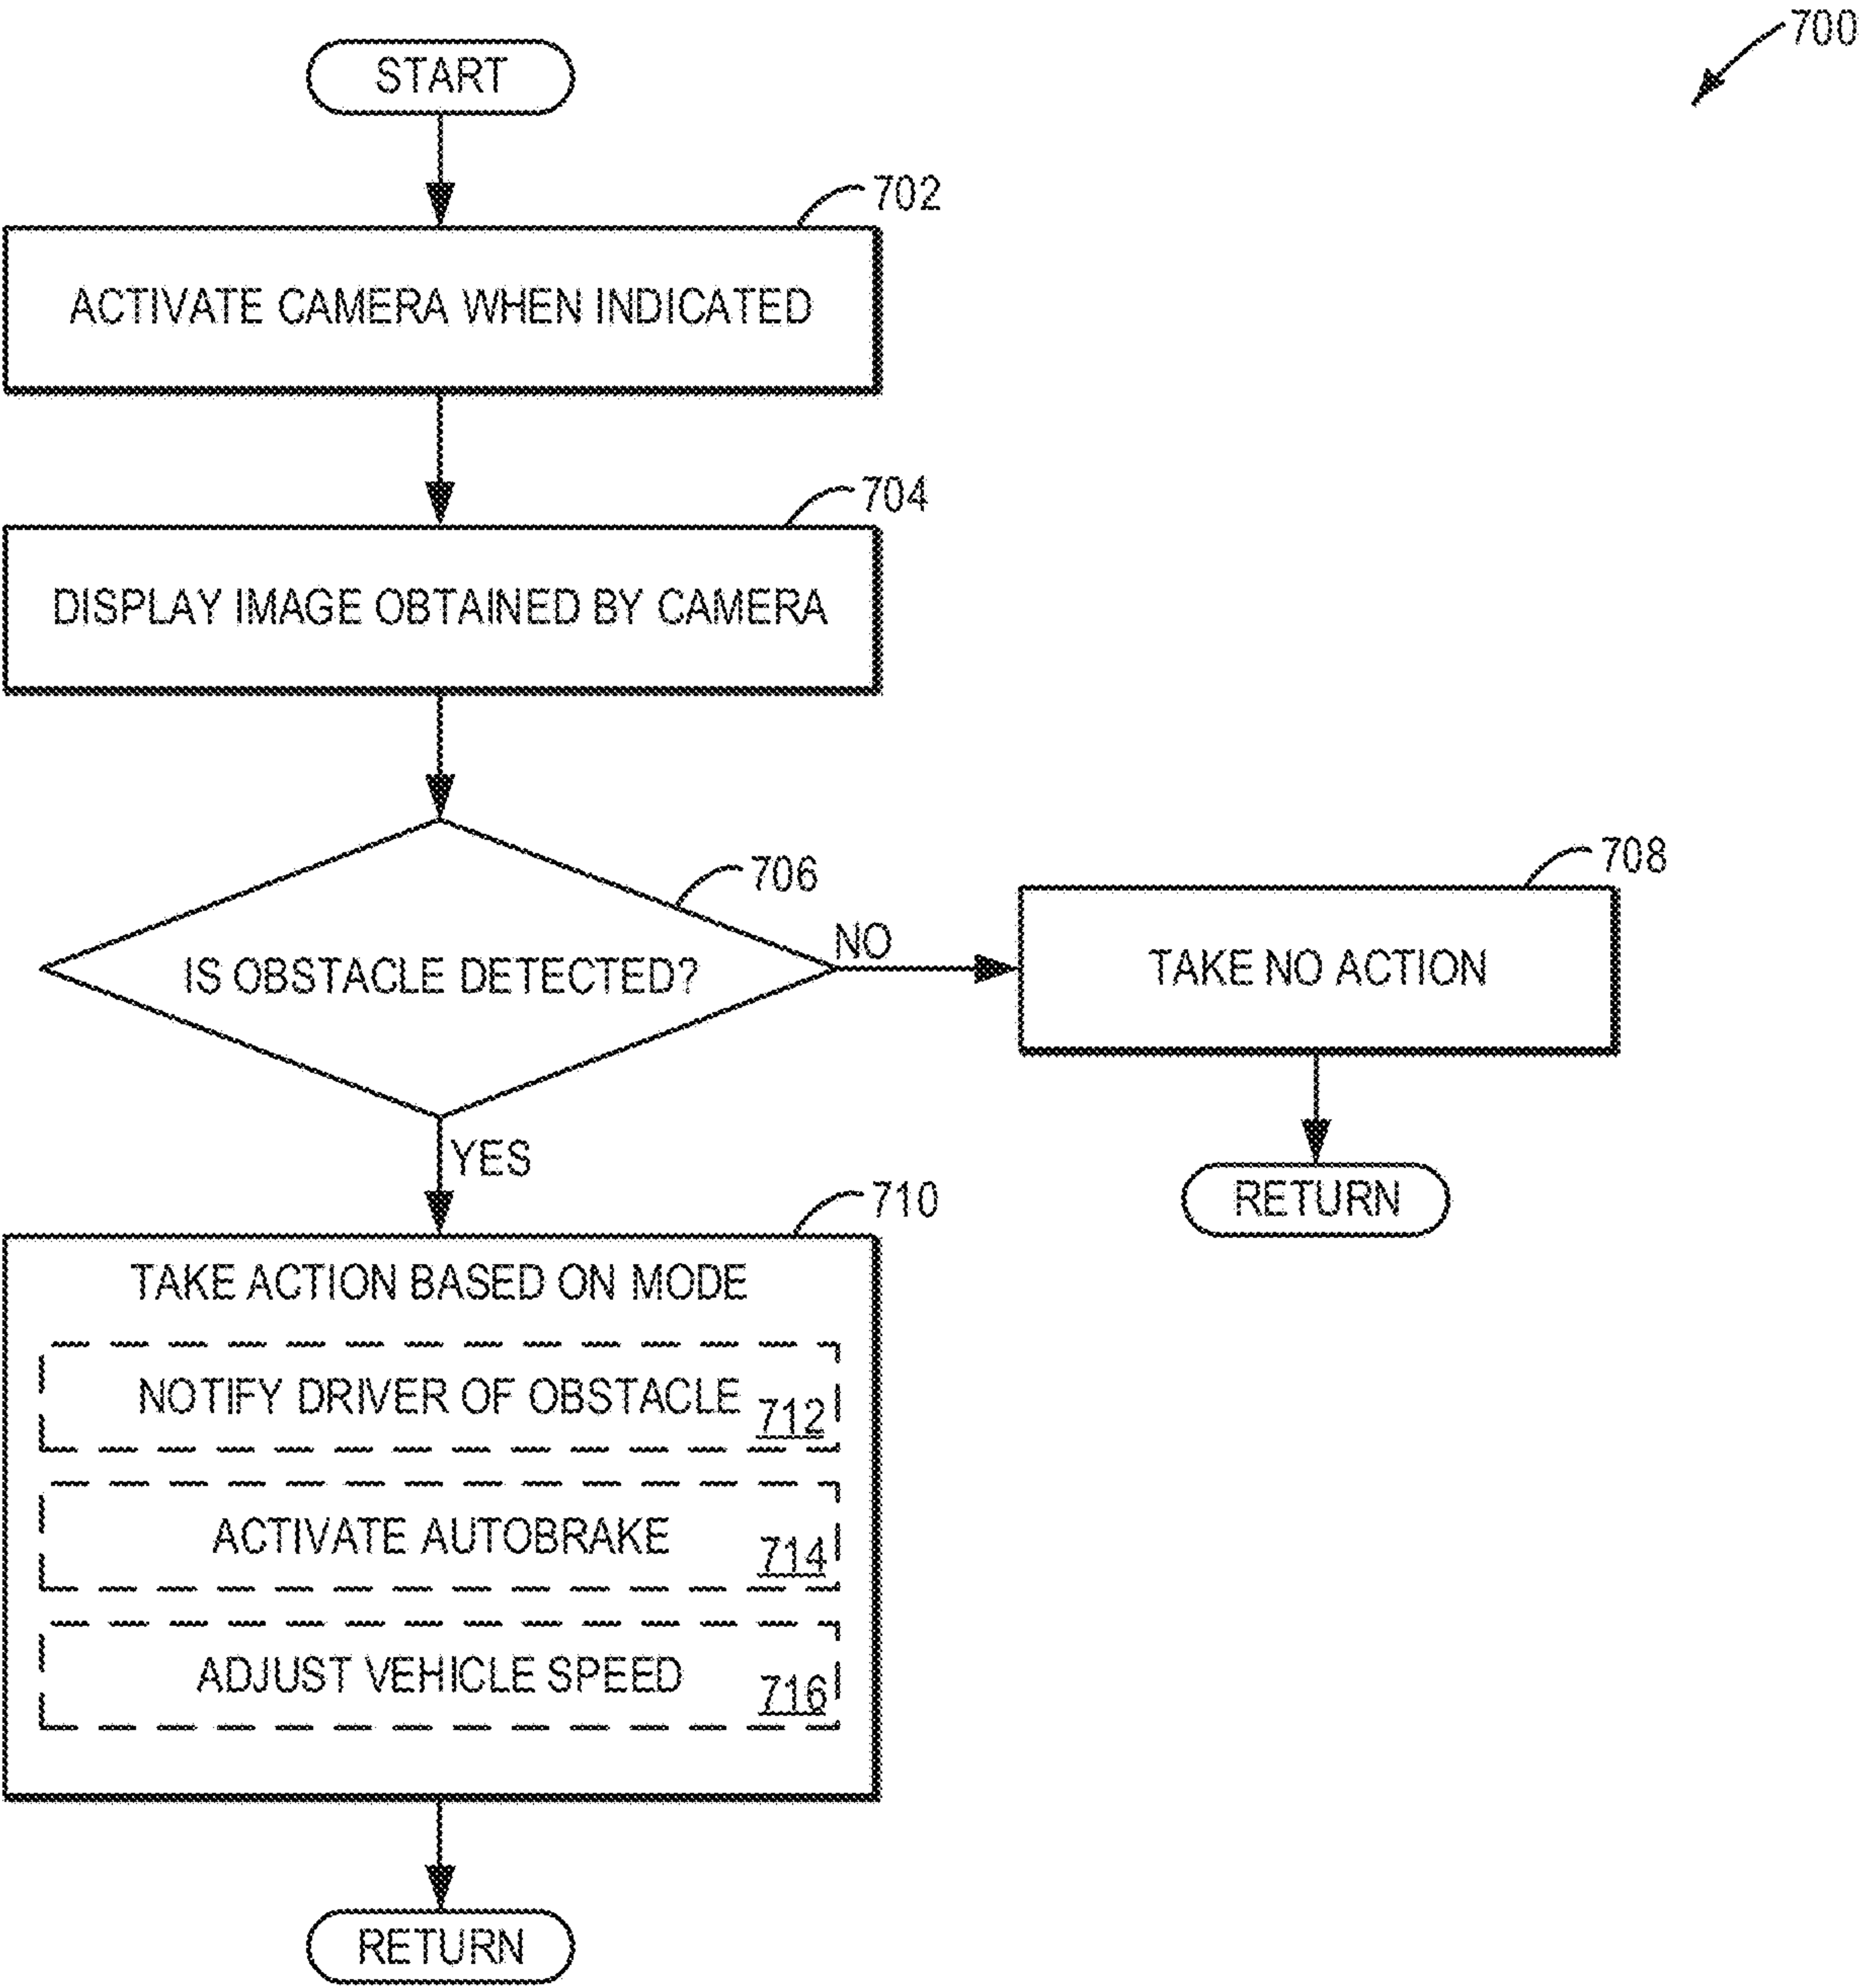 700
START
702
ACTIVATE CAMERA WHEN INDICATED
704
DISPLAY IMAGE OBTAINED BY CAMERA
706
IS OBSTACLE DETECTED?
NO
708
TAKE NO ACTION
RETURN
YES
710
TAKE ACTION BASED ON MODE
NOTIFY DRIVER OF OBSTACLE 712
ACTIVATE AUTOBRAKE 714
ADJUST VEHICLE SPEED 716
RETURN